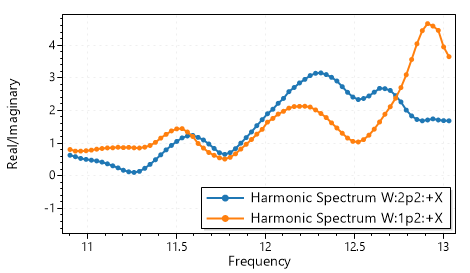 4
3
2
1
0
-1
Real/Imaginary
Harmonic Spectrum W:2p2:+X
Harmonic Spectrum W:1p2:+X
11 11.5 12 12.5 13
Frequency